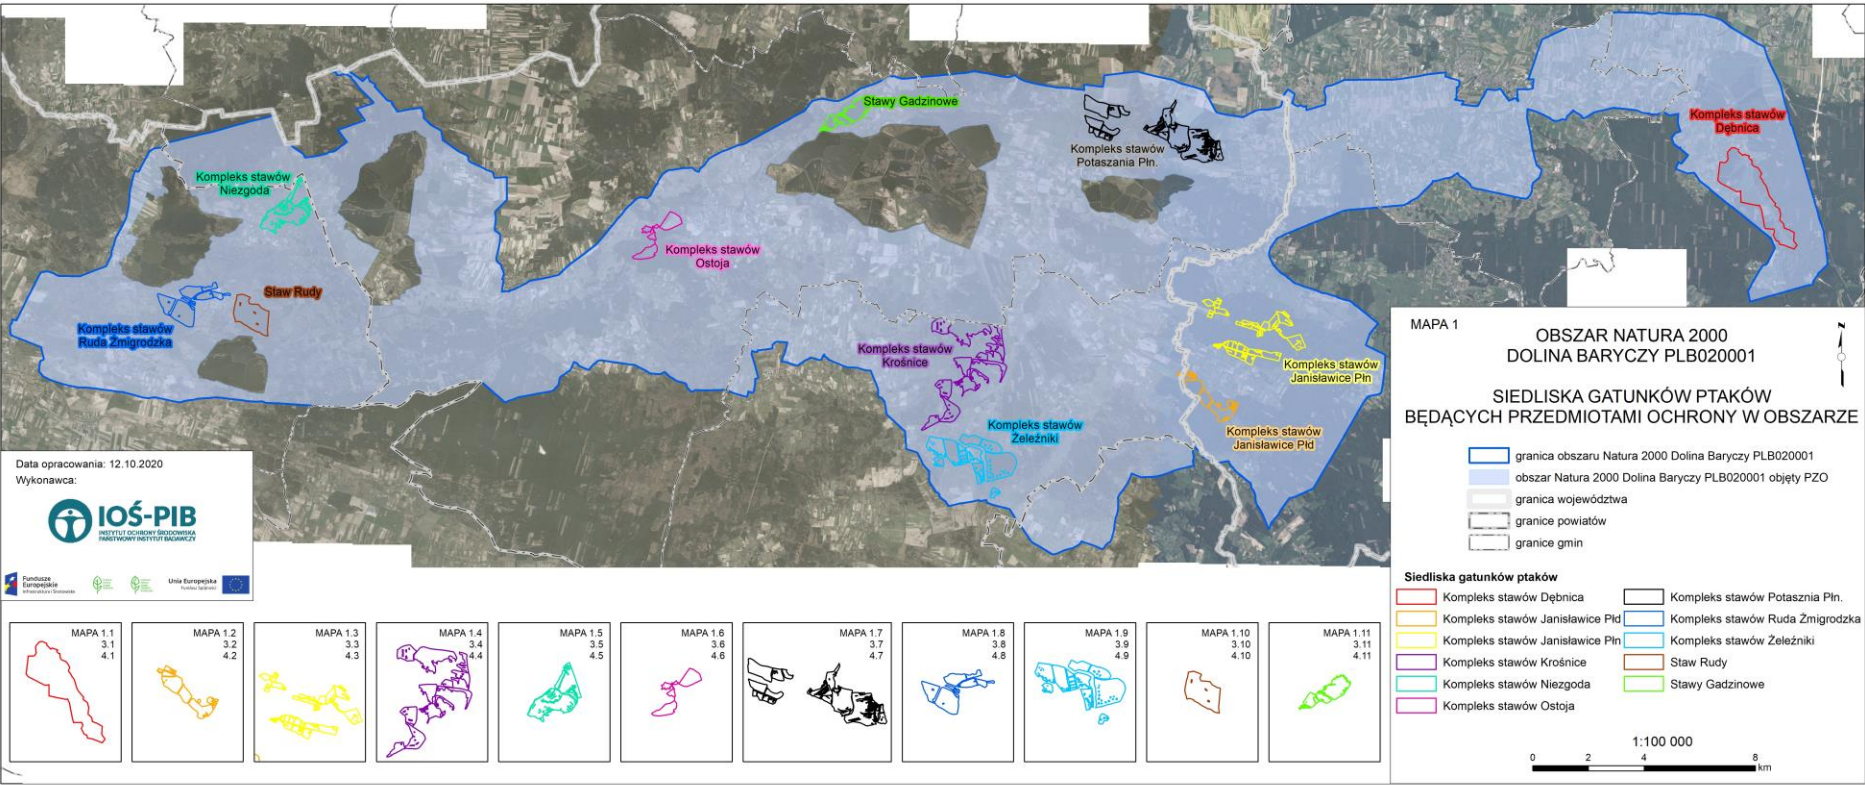 Stawy Gadzinowe
Kompleks stawów
Dębnica
Kompleks stawów
Potaszania Płn.
Kompleks stawów
Niezgoda
Kompleks stawów
Ostoja
Staw Rudy
Kompleks stawów
Ruda Żmigrodzka
Kompleks stawów
Krośnice
Kompleks stawów
Janisławice Płn
Kompleks stawów
Żeleźniki
Kompleks stawów
Janisławice Płd
Data opracowania: 12.10.2020
Wykonawca:
IOŚ-PIB
INSTYTUT OCHRONY ŚRODOWISKA
PAŃSTWOWY INSTYTUT BADAWCZY
Fundusze
Europejskie
Infrastruktura i Środowisko
Unia Europejska
Fundusz Spójności
MAPA 1
N
OBSZAR NATURA 2000
DOLINA BARYCZY PLB020001
SIEDLISKA GATUNKÓW PTAKÓW
BĘDĄCYCH PRZEDMIOTAMI OCHRONY W OBSZARZE
granica obszaru Natura 2000 Dolina Baryczy PLB020001
obszar Natura 2000 Dolina Baryczy PLB020001 objęty PZO
granica województwa
granice powiatów
granice gmin
Siedliska gatunków ptaków
Kompleks stawów Dębnica
Kompleks stawów Janisławice Płd
Kompleks stawów Janisławice Płn
Kompleks stawów Krośnice
Kompleks stawów Niezgoda
Kompleks stawów Ostoja
Kompleks stawów Potasznia Płn.
Kompleks stawów Ruda Żmigrodzka
Kompleks stawów Żeleźniki
Staw Rudy
Stawy Gadzinowe
1:100 000
0 2 4 8
km
MAPA 1.1
3.1
4.1
MAPA 1.2
3.2
4.2
MAPA 1.3
3.3
4.3
MAPA 1.4
3.4
4.4
MAPA 1.5
3.5
4.5
MAPA 1.6
3.6
4.6
MAPA 1.7
3.7
4.7
MAPA 1.8
3.8
4.8
MAPA 1.9
3.9
4.9
MAPA 1.10
3.10
4.10
MAPA 1.11
3.11
4.11